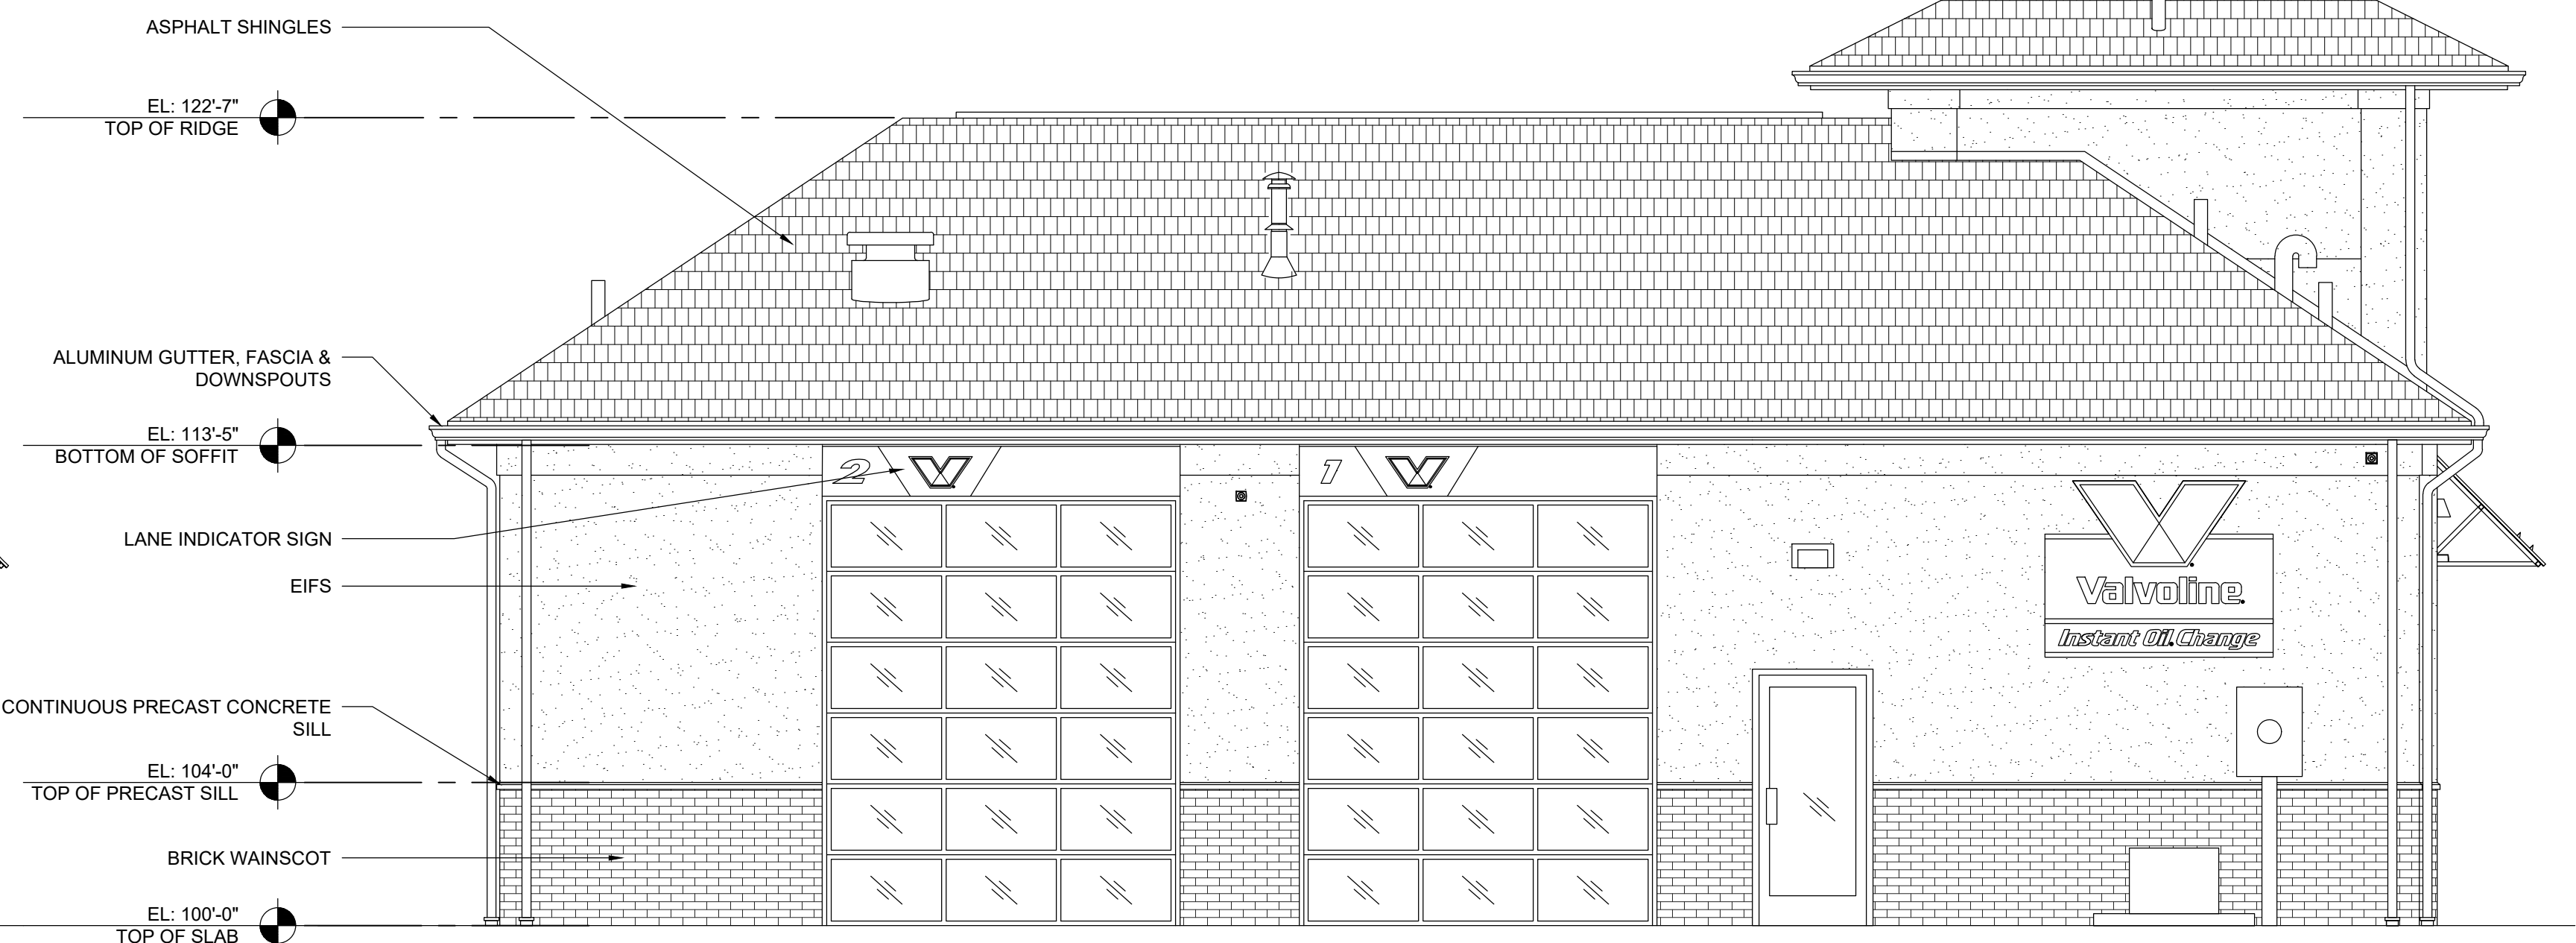 ASPHALT SHINGLES
EL: 122'-7"
TOP OF RIDGE
ALUMINUM GUTTER, FASCIA &
DOWNSPOUTS
EL: 113'-5"
BOTTOM OF SOFFIT
2 V
1 V
LANE INDICATOR SIGN
EIFS
V
Valvoline
Instant Oil Change
CONTINUOUS PRECAST CONCRETE
SILL
EL: 104'-0"
TOP OF PRECAST SILL
BRICK WAINSCOT
EL: 100'-0"
TOP OF SLAB